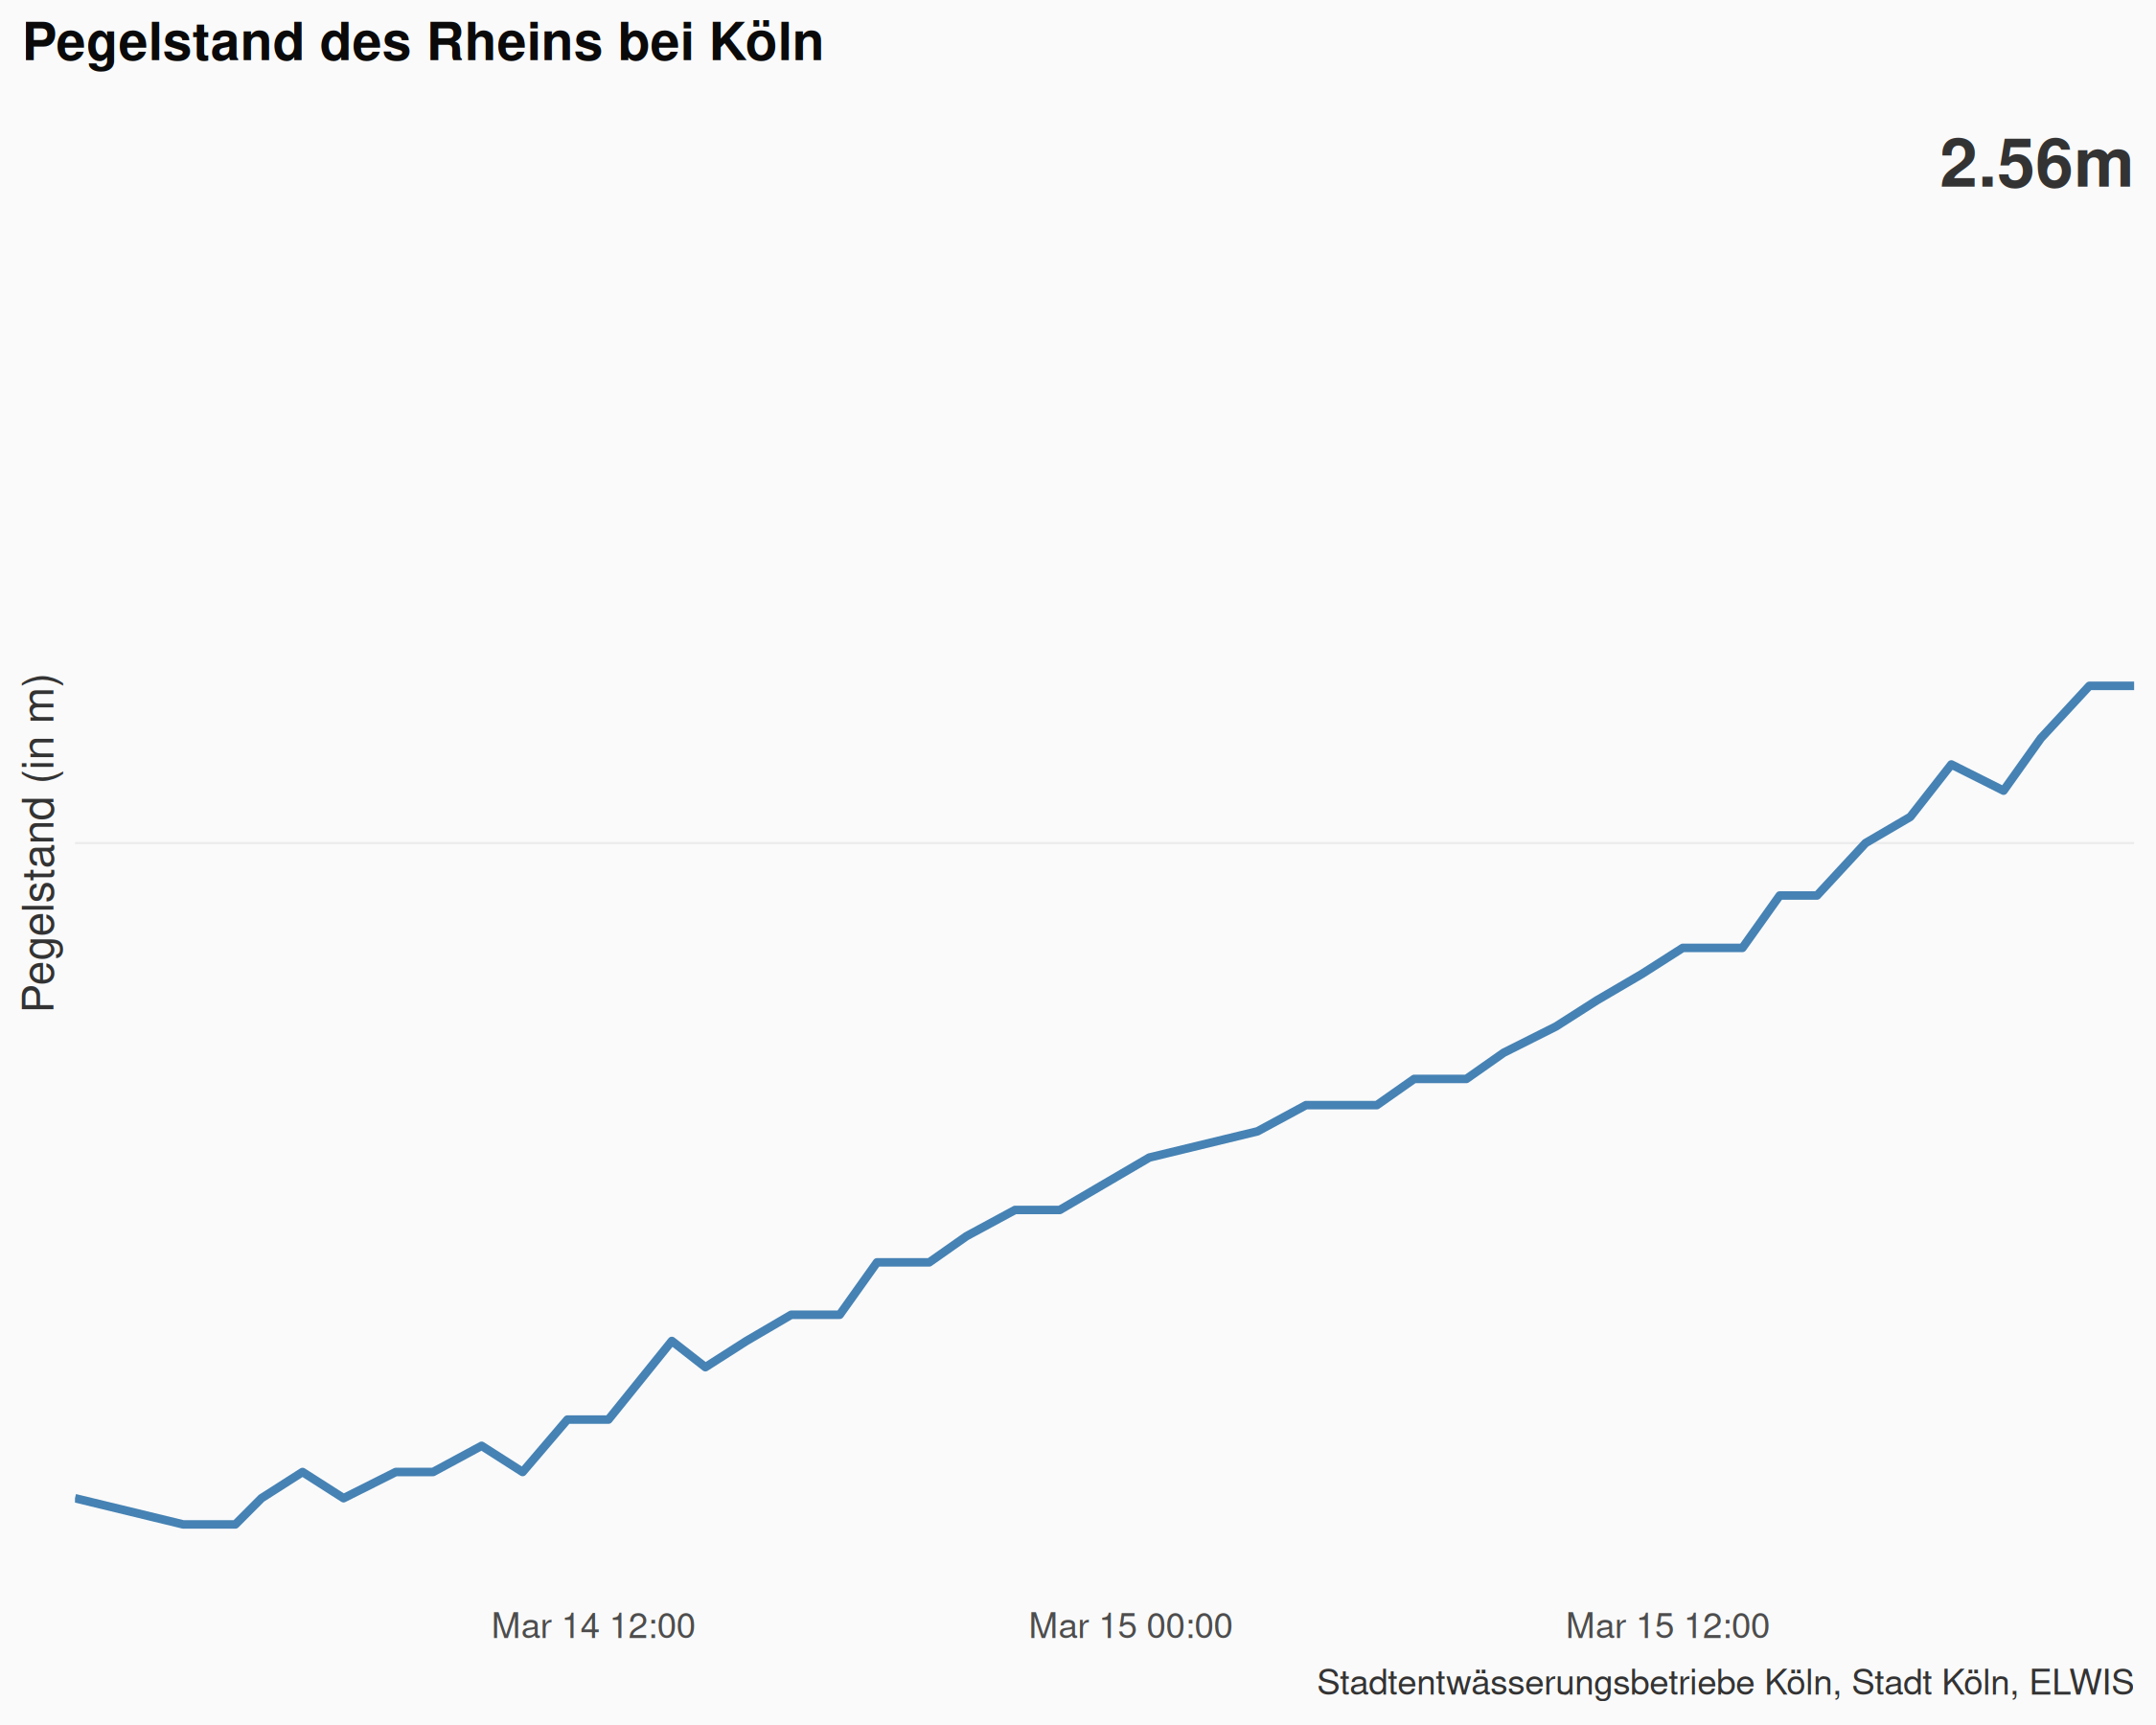 Pegelstand des Rheins bei Köln
2.56m
Pegelstand (in m)
Mar 14 12:00
Mar 15 00:00
Mar 15 12:00
Stadtentwässerungsbetriebe Köln, Stadt Köln, ELWIS